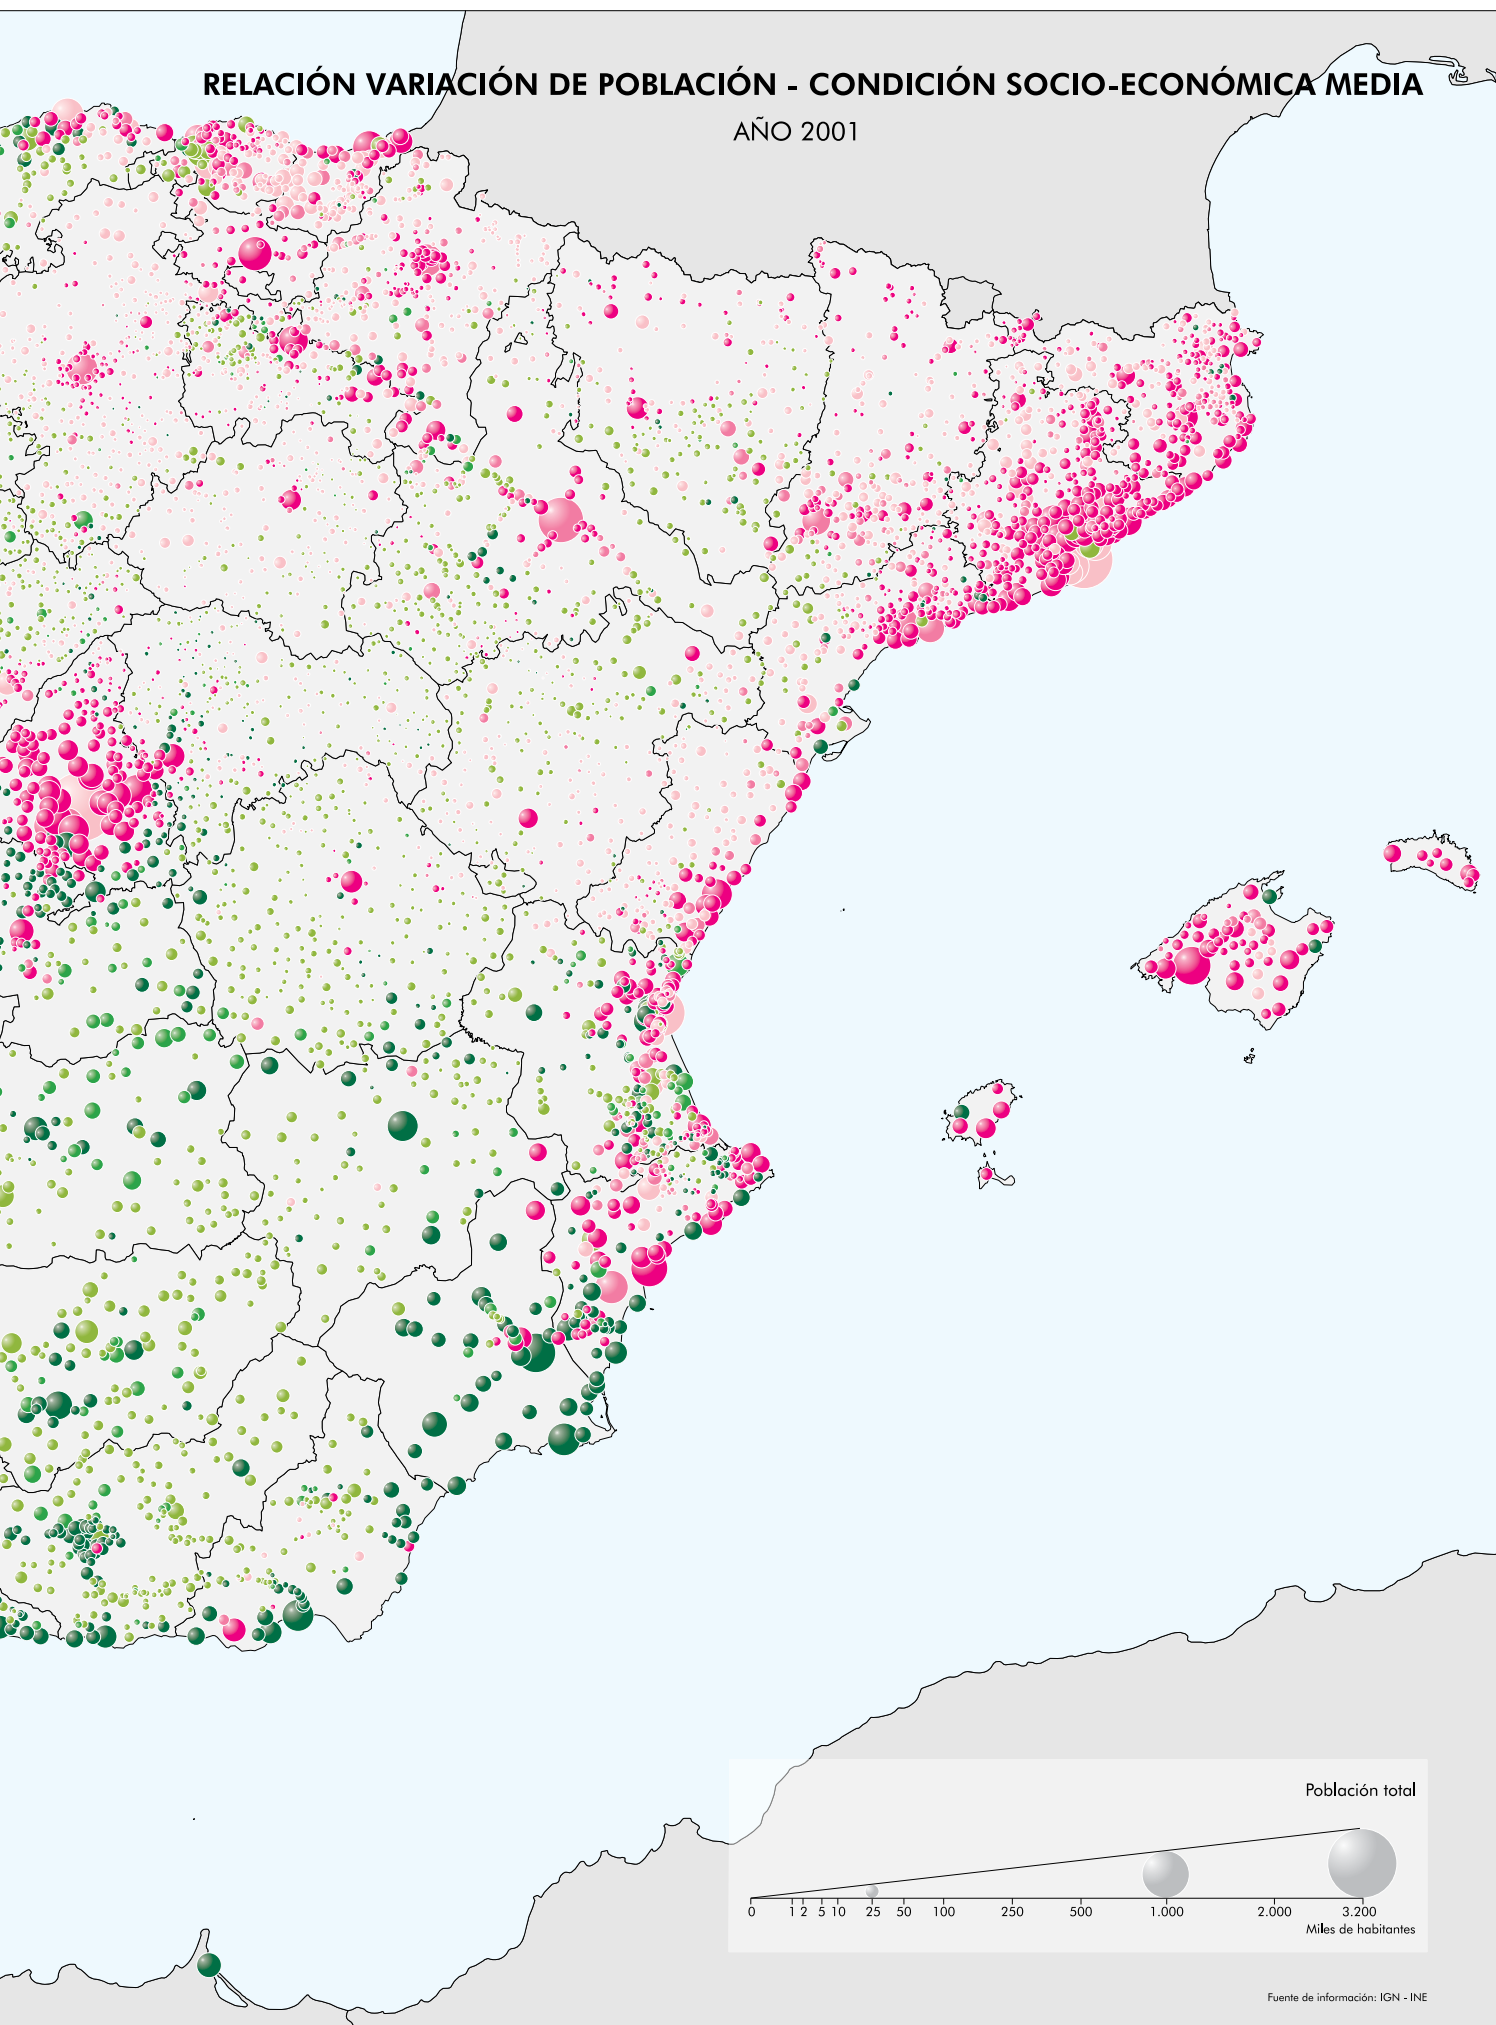 RELACIÓN VARIACIÓN DE POBLACIÓN - CONDICIÓN SOCIO-ECONÓMICA MEDIA
AÑO 2001
Población total
0 1 2 5 10 25 50 100 250 500 1.000 2.000 3.200
Miles de habitantes
Fuente de información: IGN - INE